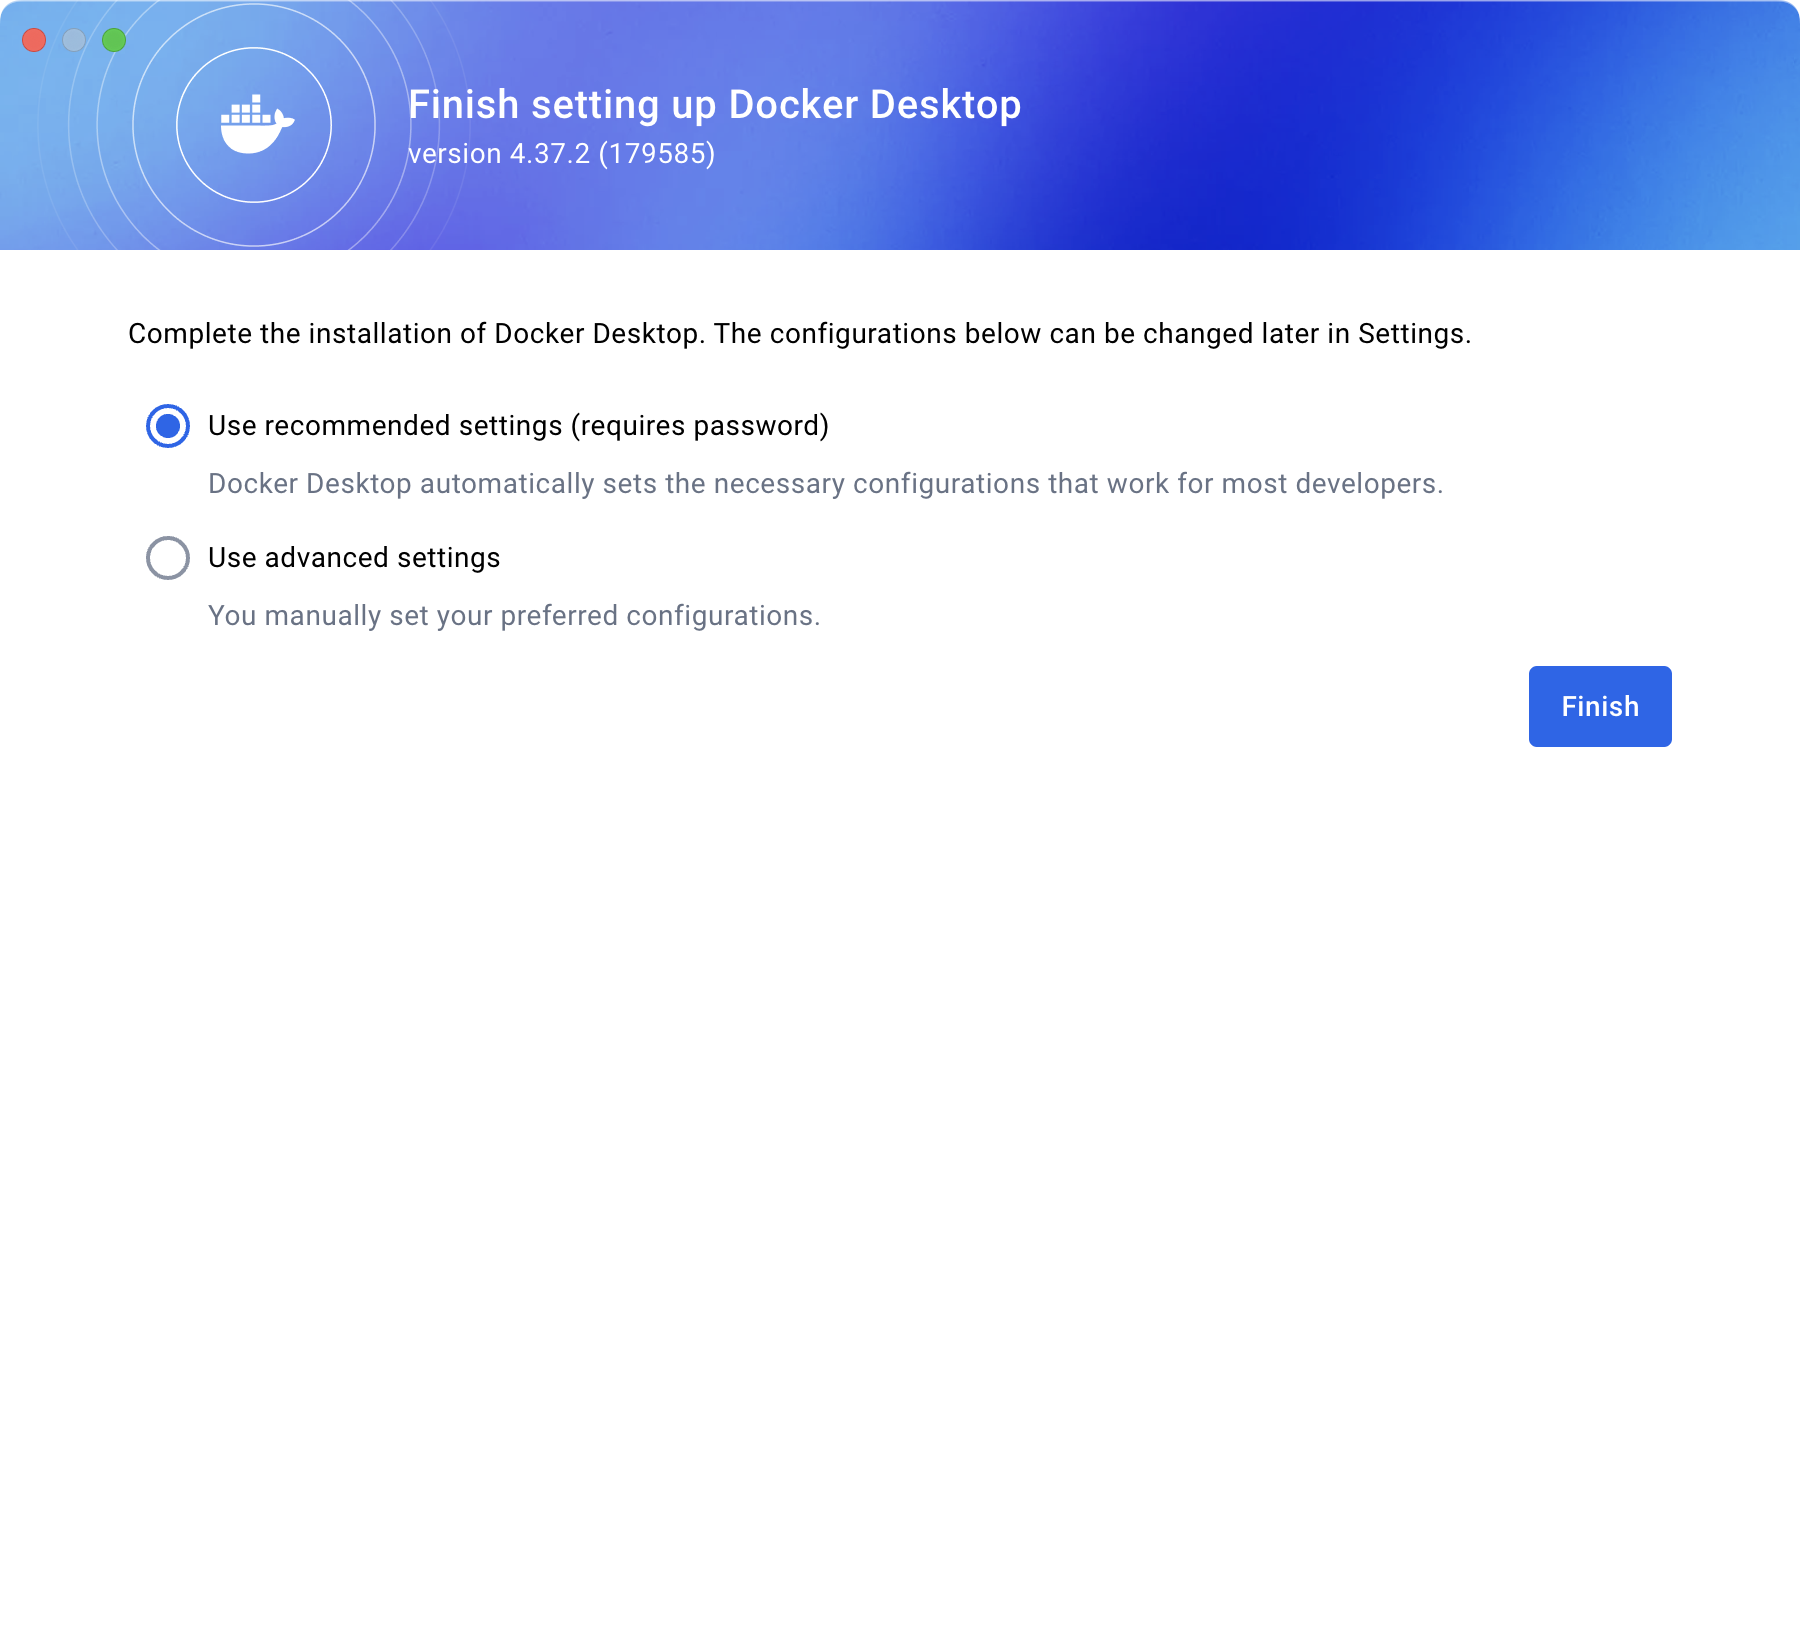 Finish setting up Docker Desktop
version 4.37.2 (179585)
Complete the installation of Docker Desktop. The configurations below can be changed later in Settings.
Use recommended settings (requires password)
Docker Desktop automatically sets the necessary configurations that work for most developers.
Use advanced settings
You manually set your preferred configurations.
Finish